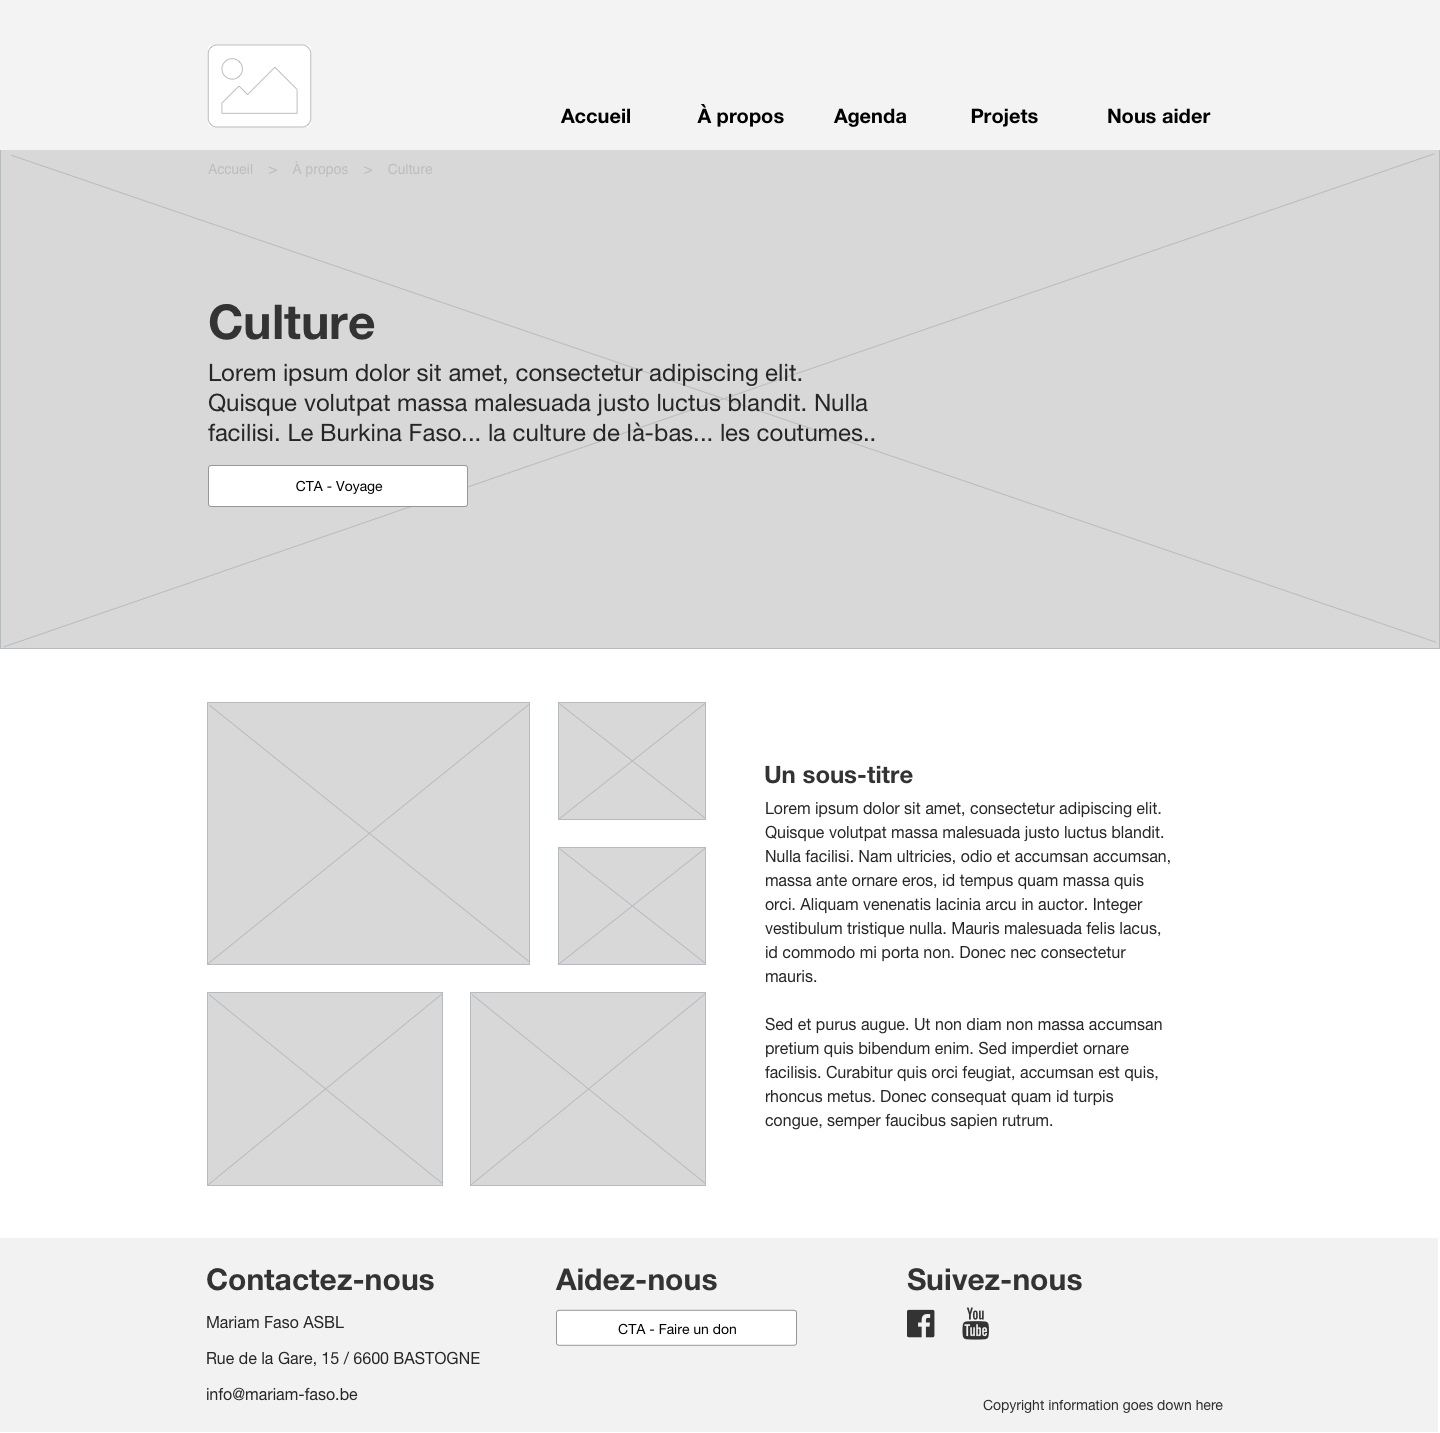 Accueil À propos Agenda Projets Nous aider
Accueil > À propos > Culture
Culture
Lorem ipsum dolor sit amet, consectetur adipiscing elit.
Quisque volutpat massa malesuada justo luctus blandit. Nulla
facilisi. Le Burkina Faso... la culture de là-bas... les coutumes..
CTA - Voyage
Un sous-titre
Lorem ipsum dolor sit amet, consectetur adipiscing elit.
Quisque volutpat massa malesuada justo luctus blandit.
Nulla facilisi. Nam ultricies, odio et accumsan accumsan,
massa ante ornare eros, id tempus quam massa quis
orci. Aliquam venenatis lacinia arcu in auctor. Integer
vestibulum tristique nulla. Mauris malesuada felis lacus,
id commodo mi porta non. Donec nec consectetur
mauris.
Sed et purus augue. Ut non diam non massa accumsan
pretium quis bibendum enim. Sed imperdiet ornare
facilisis. Curabitur quis orci feugiat, accumsan est quis,
rhoncus metus. Donec consequat quam id turpis
congue, semper faucibus sapien rutrum.
Contactez-nous
Mariam Faso ASBL
Rue de la Gare, 15 / 6600 BASTOGNE
info@mariam-faso.be
Aidez-nous
CTA - Faire un don
Suivez-nous
f
You
Tube
Copyright information goes down here